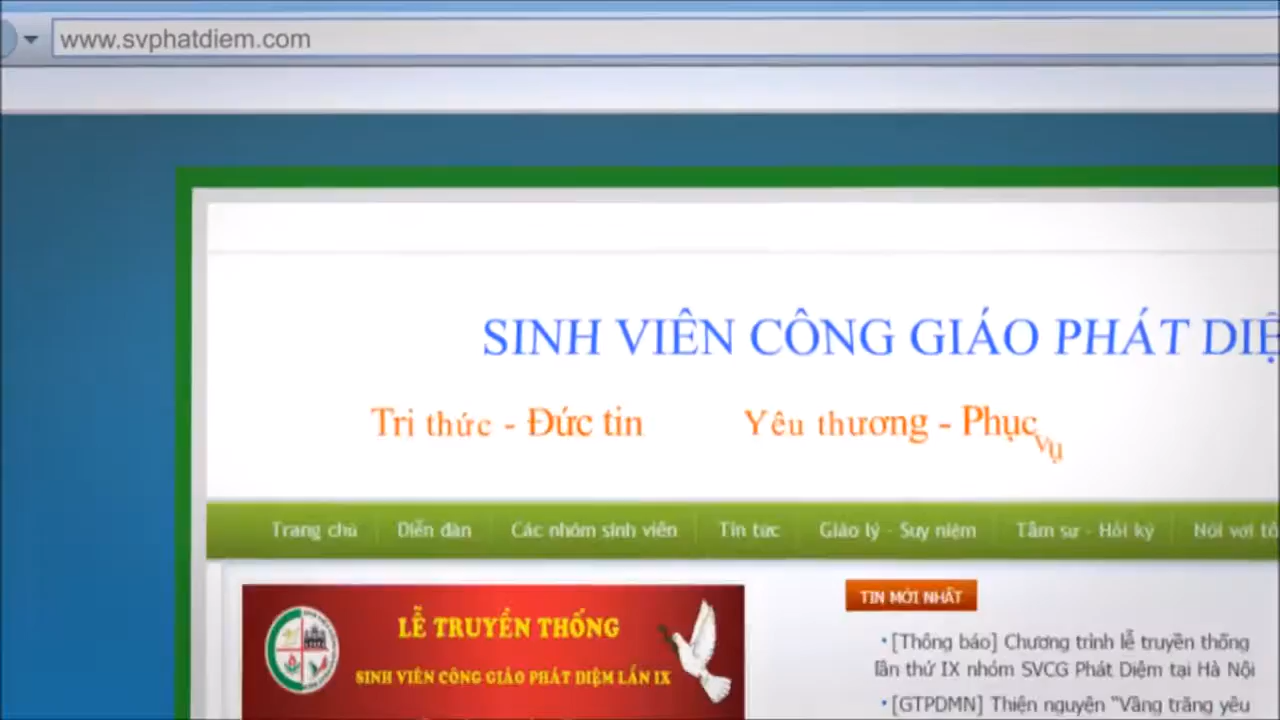 www.svphatdiem.com
SINH VIÊN CÔNG GIÁO PHÁT DIỆ
Tri thức - Đức tin Yêu thương - Phục vụ
Trang chủ Diễn đàn Các nhóm sinh viên Tin tức Giáo lý - Suy niệm Tâm sự - Hồi ký Nói với
LỄ TRUYỀN THỐNG
SINH VIÊN CÔNG GIÁO PHÁT DIỆM LẦN IX
TIN MỚI NHẤT
• [Thông báo] Chương trình lễ truyền thống
lần thứ IX nhóm SVCG Phát Diệm tại Hà Nội
• [GTPDMN] Thiện nguyện “Vầng trăng yêu